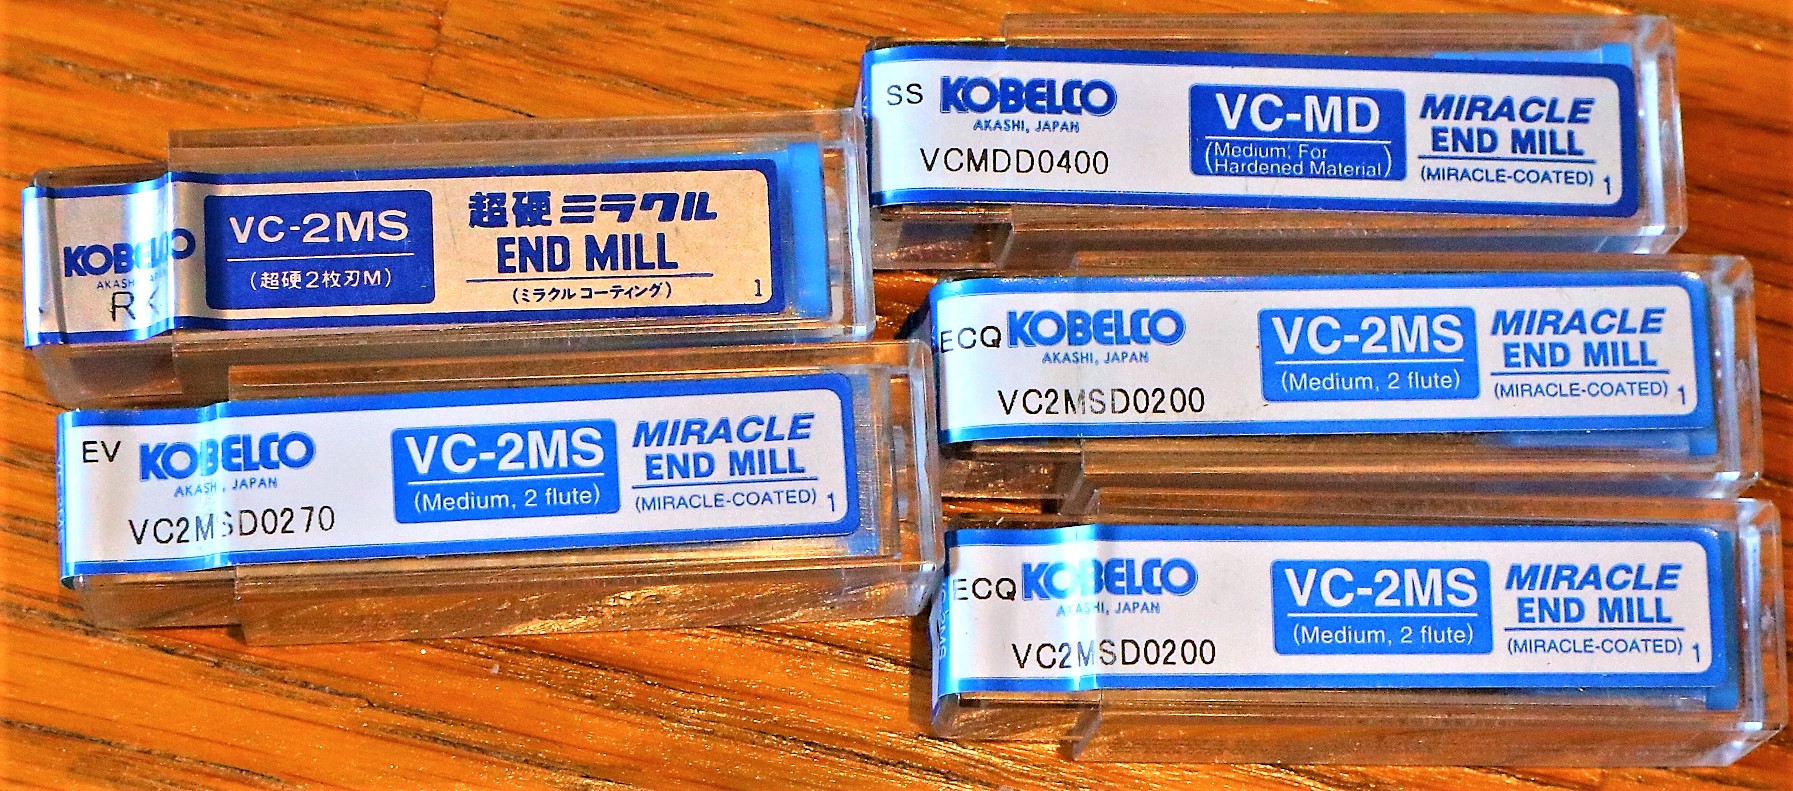 KOBELCO
AKASHI, JAPAN
RK
VC-2MS
(超硬2枚刃M)
超硬ミラクル
END MILL
(ミラクルコーティング)
1
EV KOBELCO
AKASHI, JAPAN
VC2MSD0270
VC-2MS
(Medium, 2 flute)
MIRACLE
END MILL
(MIRACLE-COATED)
1
SS KOBELCO
AKASHI, JAPAN
VCMDD0400
VC-MD
(Medium, For
Hardened Material)
MIRACLE
END MILL
(MIRACLE-COATED)
1
ECQ KOBELCO
AKASHI, JAPAN
VC2MSD0200
VC-2MS
(Medium, 2 flute)
MIRACLE
END MILL
(MIRACLE-COATED)
1
ECQ KOBELCO
AKASHI, JAPAN
VC2MSD0200
VC-2MS
(Medium, 2 flute)
MIRACLE
END MILL
(MIRACLE-COATED)
1